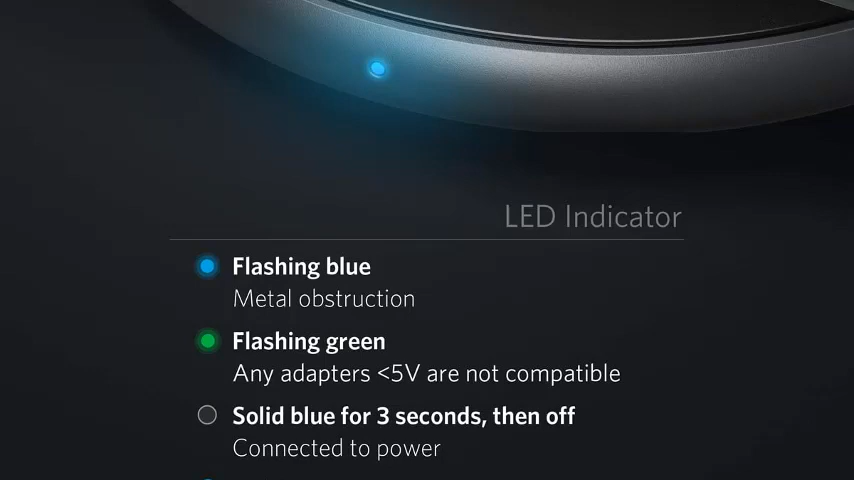 LED Indicator
Flashing blue
Metal obstruction
Flashing green
Any adapters <5V are not compatible
Solid blue for 3 seconds, then off
Connected to power